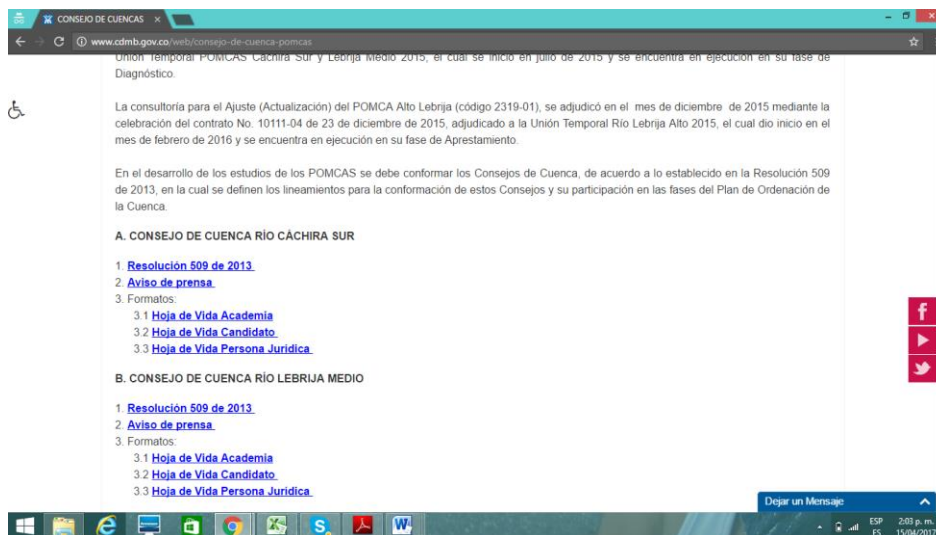 CONSEJO DE CUENCAS
www.cdmb.gov.co/web/consejo-de-cuenca-pomcas
Unión Temporal POMCAS Cáchira Sur y Lebrija Medio 2015, el cual se inició en julio de 2015 y se encuentra en ejecución en su fase de
Diagnóstico.
La consultoría para el Ajuste (Actualización) del POMCA Alto Lebrija (código 2319-01), se adjudicó en el mes de diciembre de 2015 mediante la
celebración del contrato No. 10111-04 de 23 de diciembre de 2015, adjudicado a la Unión Temporal Río Lebrija Alto 2015, el cual dio inicio en el
mes de febrero de 2016 y se encuentra en ejecución en su fase de Aprestamiento.
En el desarrollo de los estudios de los POMCAS se debe conformar los Consejos de Cuenca, de acuerdo a lo establecido en la Resolución 509
de 2013, en la cual se definen los lineamientos para la conformación de estos Consejos y su participación en las fases del Plan de Ordenación de
la Cuenca.
A. CONSEJO DE CUENCA RÍO CÁCHIRA SUR
1. Resolución 509 de 2013
2. Aviso de prensa
3. Formatos:
3.1 Hoja de Vida Academia
3.2 Hoja de Vida Candidato
3.3 Hoja de Vida Persona Juridica
B. CONSEJO DE CUENCA RÍO LEBRIJA MEDIO
1. Resolución 509 de 2013
2. Aviso de prensa
3. Formatos:
3.1 Hoja de Vida Academia
3.2 Hoja de Vida Candidato
3.3 Hoja de Vida Persona Juridica
Dejar un Mensaje
ESP 2:03 p. m.
ES 15/04/2017